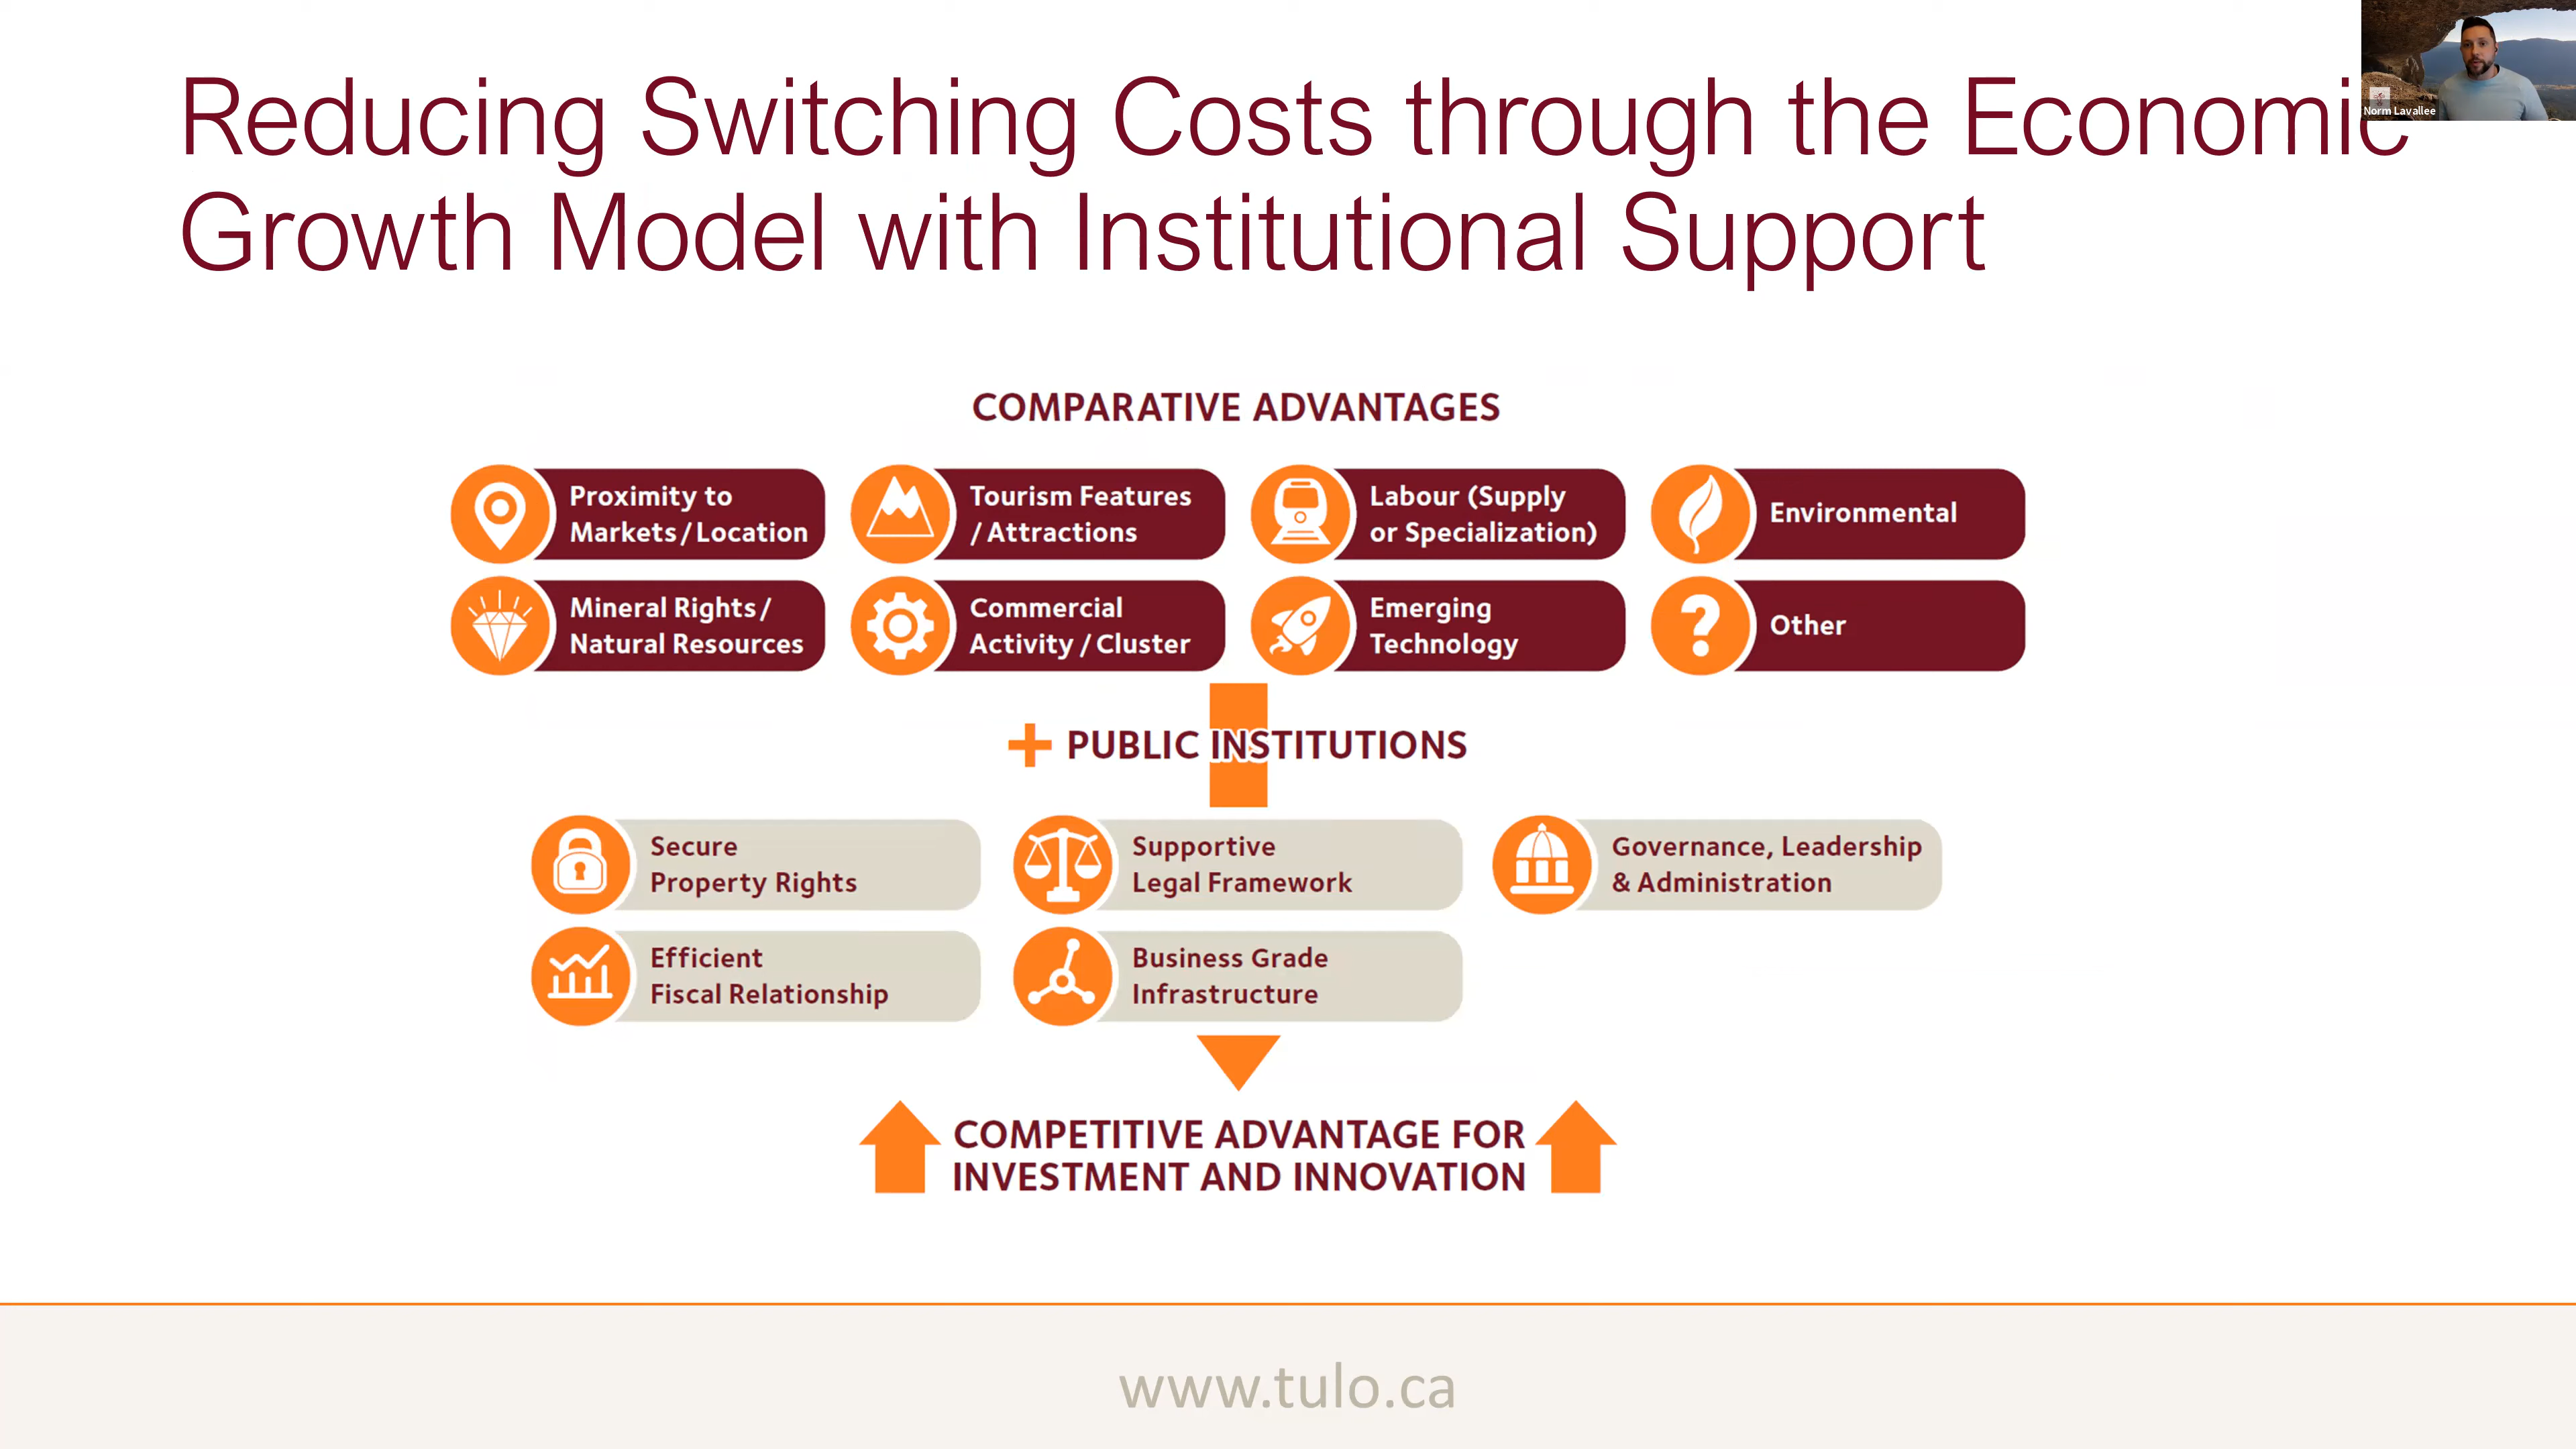 Reducing Switching Costs through the Economic
Growth Model with Institutional Support
Norm Lavallee
COMPARATIVE ADVANTAGES
Proximity to
Markets / Location
Tourism Features
/ Attractions
Labour (Supply
or Specialization)
Environmental
Mineral Rights /
Natural Resources
Commercial
Activity / Cluster
Emerging
Technology
Other
+ PUBLIC INSTITUTIONS
Secure
Property Rights
Supportive
Legal Framework
Governance, Leadership
& Administration
Efficient
Fiscal Relationship
Business Grade
Infrastructure
COMPETITIVE ADVANTAGE FOR
INVESTMENT AND INNOVATION
www.tulo.ca